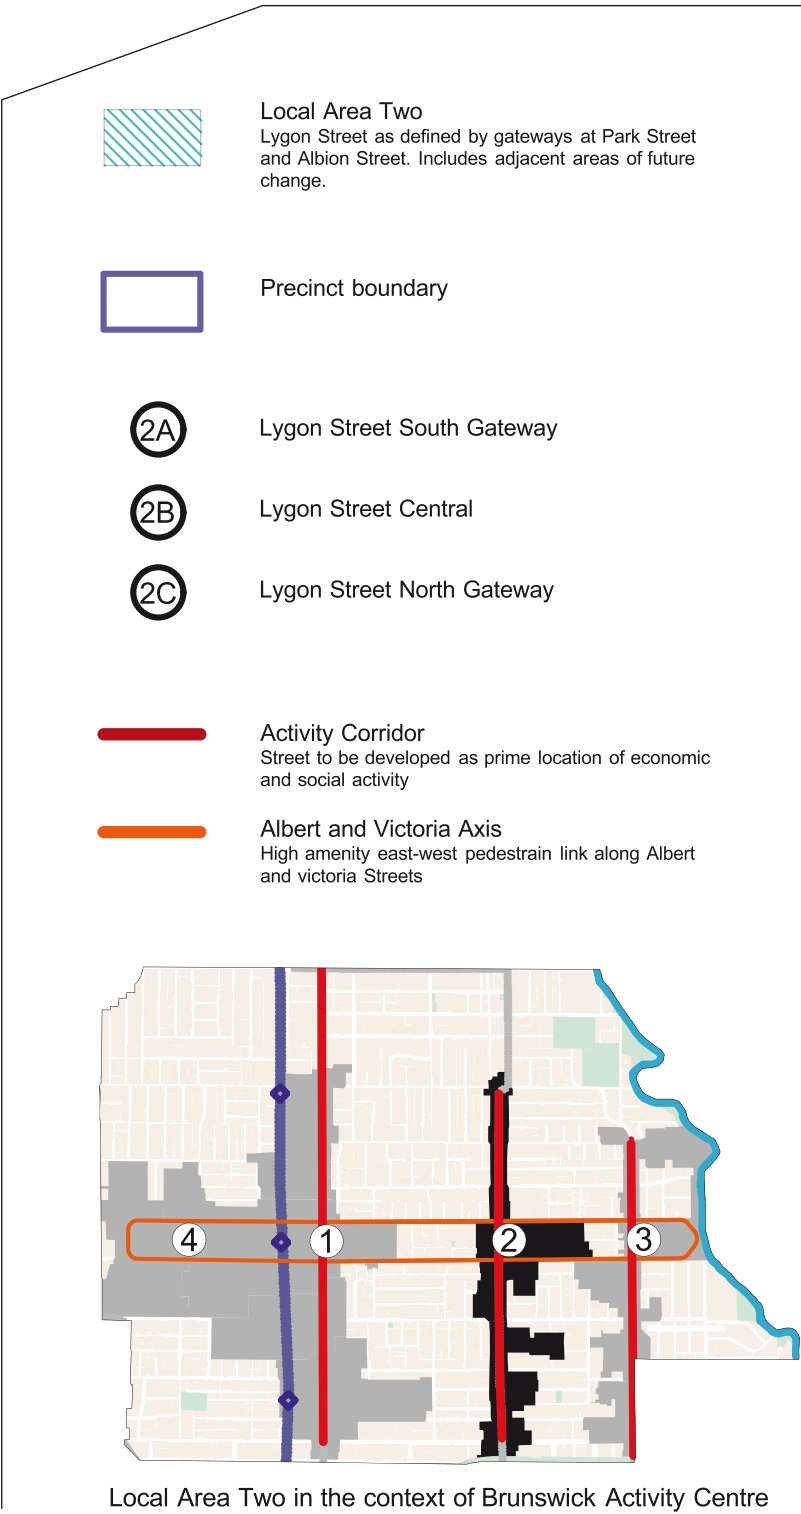 Local Area Two
Lygon Street as defined by gateways at Park Street
and Albion Street. Includes adjacent areas of future
change.
Precinct boundary
2A Lygon Street South Gateway
2B Lygon Street Central
2C Lygon Street North Gateway
Activity Corridor
Street to be developed as prime location of economic
and social activity
Albert and Victoria Axis
High amenity east-west pedestrain link along Albert
and victoria Streets
4 1 2 3
Local Area Two in the context of Brunswick Activity Centre